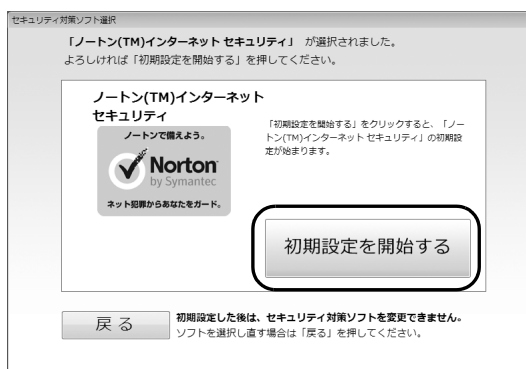 セキュリティ対策ソフト選択
「ノートン(TM)インターネット セキュリティ」 が選択されました。
よろしければ「初期設定を開始する」を押してください。
ノートン(TM)インターネット
セキュリティ
ノートンで備えよう。
Norton
by Symantec
ネット犯罪からあなたをガード。
「初期設定を開始する」をクリックすると、「ノー
トン(TM)インターネット セキュリティ」の初期設
定が始まります。
初期設定を開始する
戻 る
初期設定した後は、セキュリティ対策ソフトを変更できません。
ソフトを選択し直す場合は「戻る」を押してください。